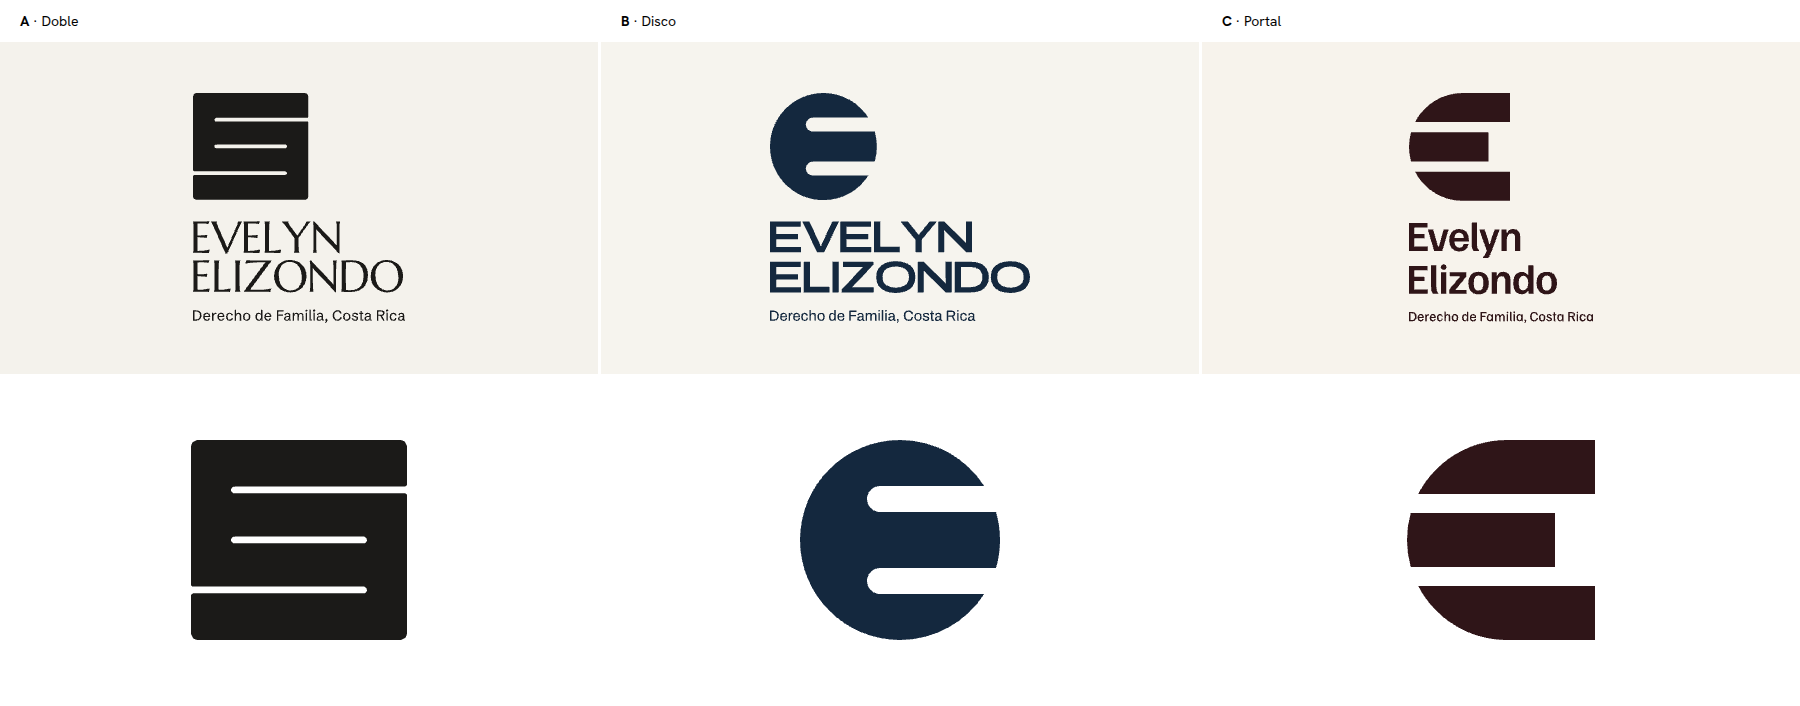 A · Doble
B · Disco
C · Portal
EVELYN
ELIZONDO
Derecho de Familia, Costa Rica
EVELYN
ELIZONDO
Derecho de Familia, Costa Rica
Evelyn
Elizondo
Derecho de Familia, Costa Rica